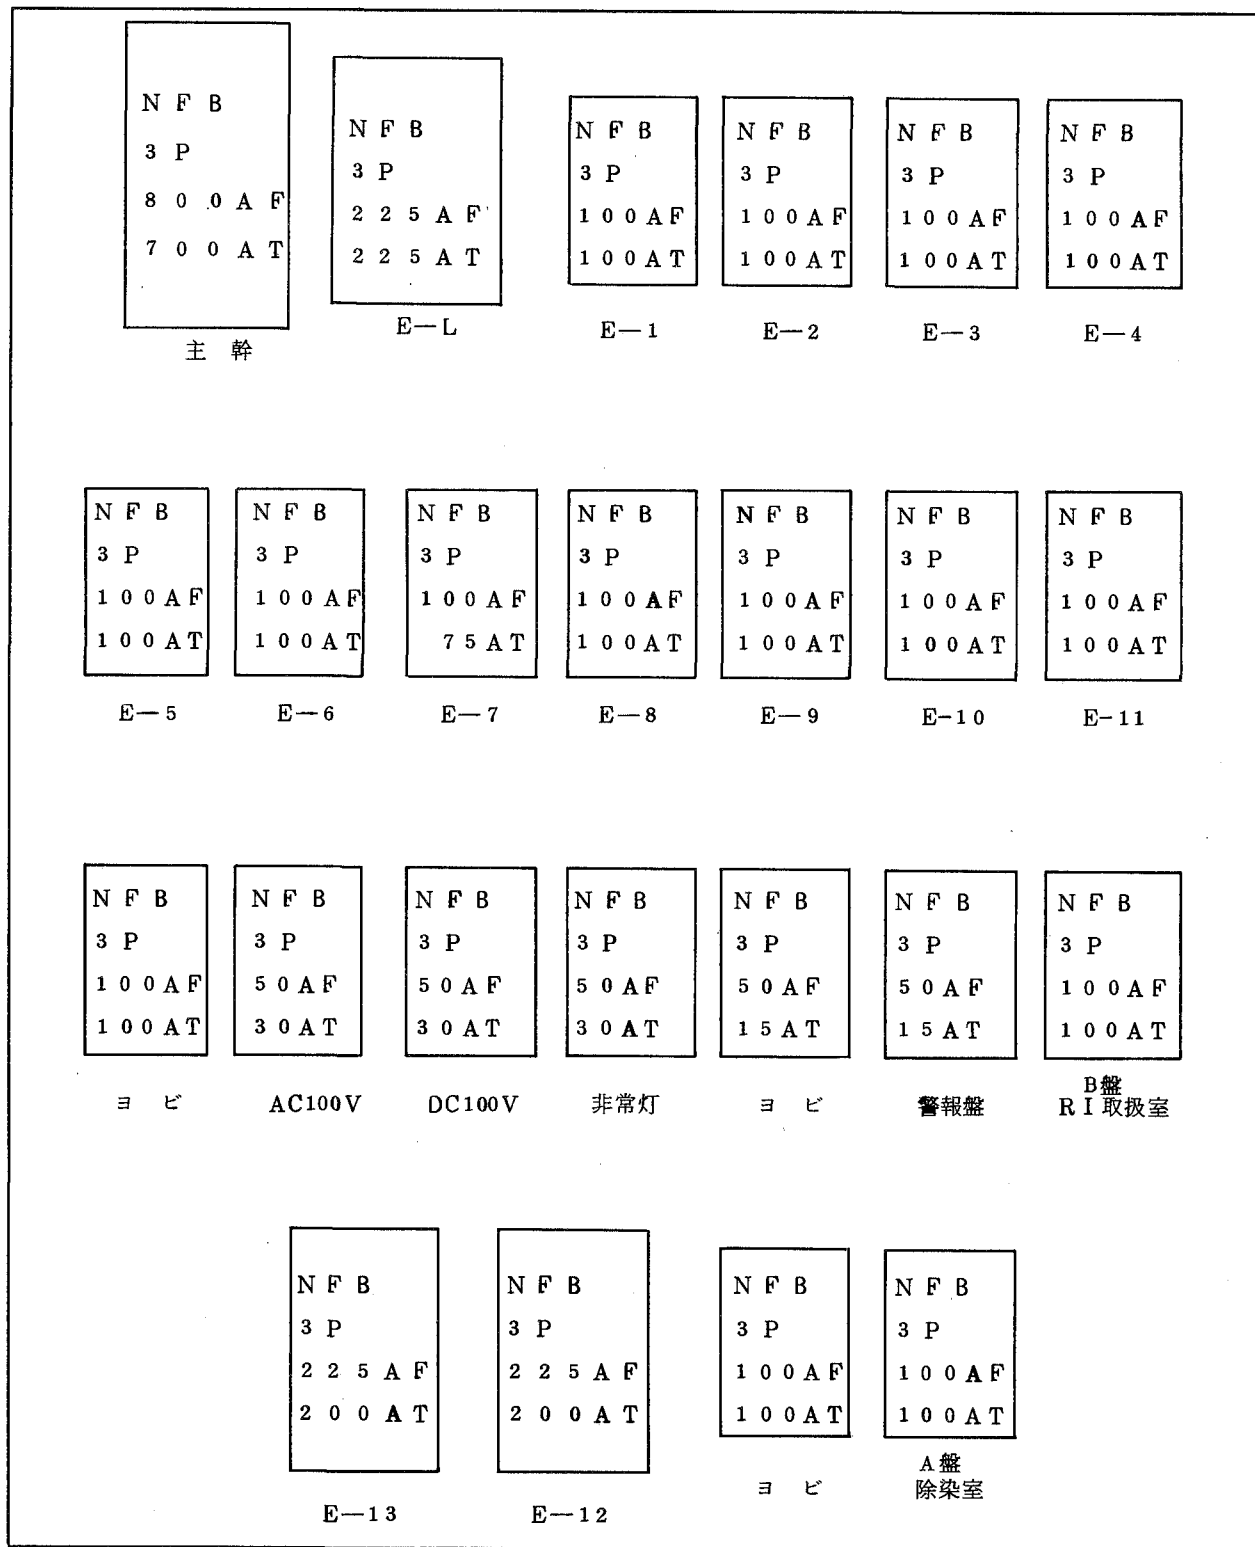 NFB
3P
800AF
700AT
主幹
NFB
3P
225AF
225AT
E—L
NFB
3P
100AF
100AT
E—1
NFB
3P
100AF
100AT
E—2
NFB
3P
100AF
100AT
E—3
NFB
3P
100AF
100AT
E—4
NFB
3P
100AF
100AT
E—5
NFB
3P
100AF
100AT
E—6
NFB
3P
100AF
75AT
E—7
NFB
3P
100AF
100AT
E—8
NFB
3P
100AF
100AT
E—9
NFB
3P
100AF
100AT
E-10
NFB
3P
100AF
100AT
E-11
NFB
3P
100AF
100AT
ヨビ
NFB
3P
50AF
30AT
AC100V
NFB
3P
50AF
30AT
DC100V
NFB
3P
50AF
30AT
非常灯
NFB
3P
50AF
15AT
ヨビ
NFB
3P
50AF
15AT
警報盤
NFB
3P
100AF
100AT
B盤
RI取扱室
NFB
3P
225AF
200AT
E—13
NFB
3P
225AF
200AT
E—12
NFB
3P
100AF
100AT
ヨビ
NFB
3P
100AF
100AT
A盤
除染室